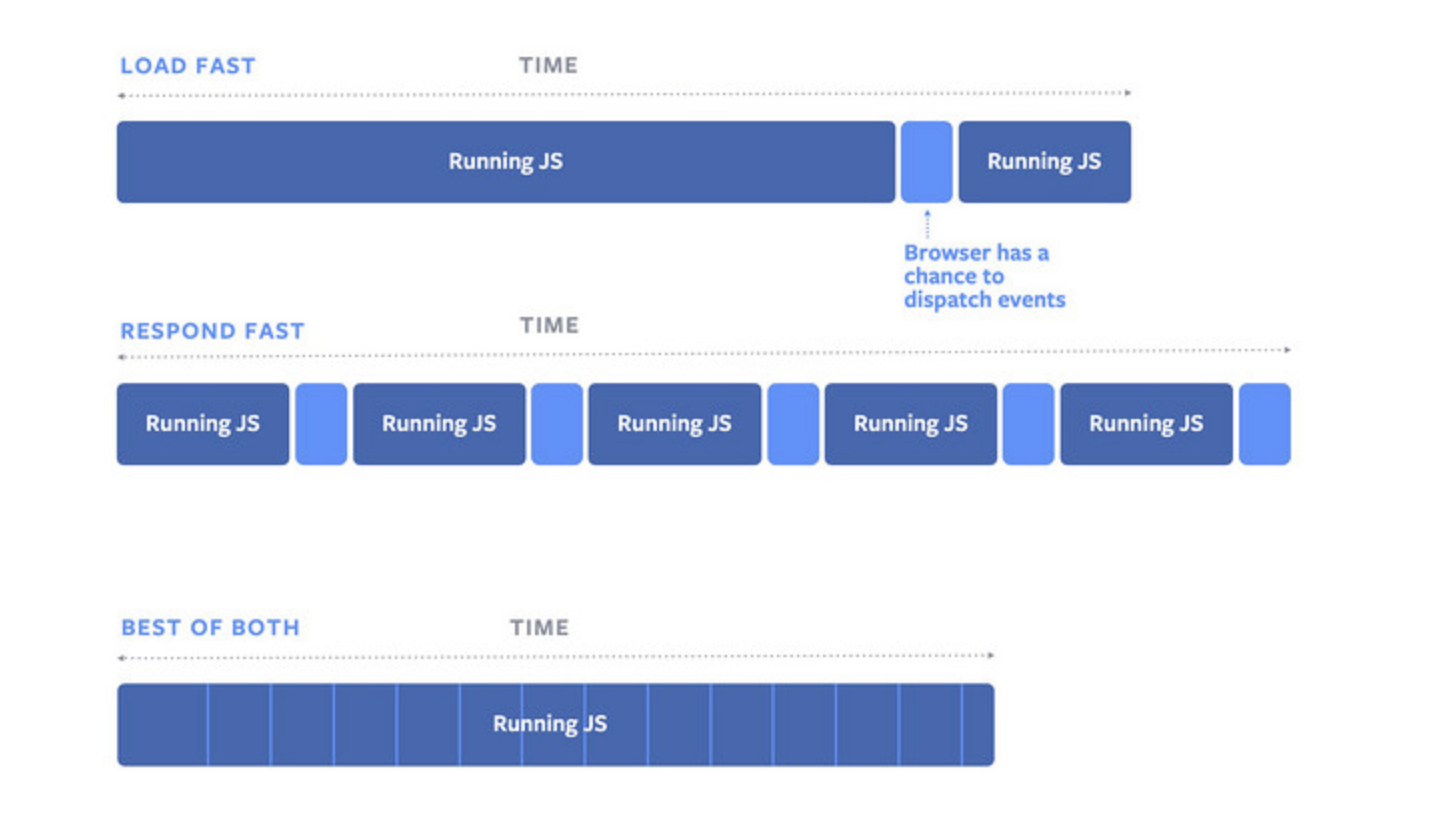 LOAD FAST
TIME
Running JS
Running JS
Browser has a
chance to
dispatch events
RESPOND FAST
TIME
Running JS
Running JS
Running JS
Running JS
Running JS
BEST OF BOTH
TIME
Running JS